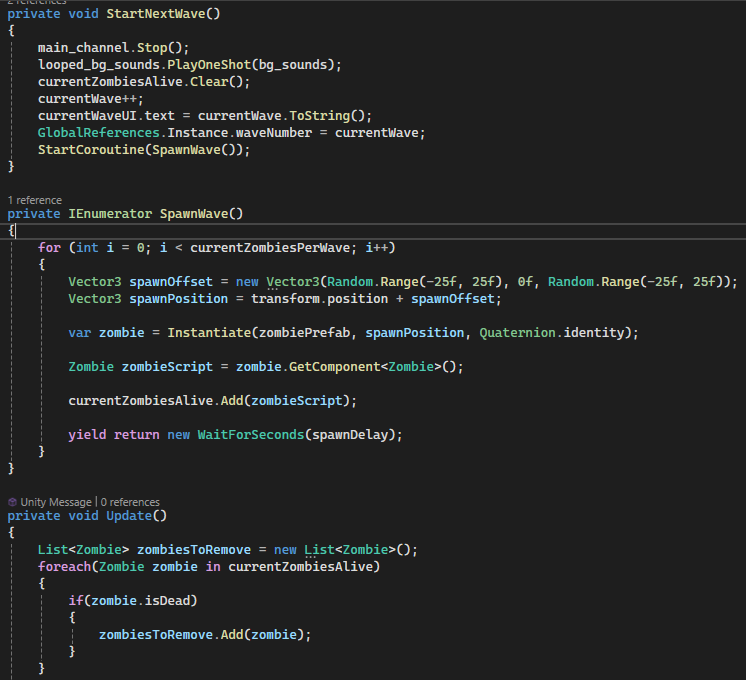 2 references
private void StartNextWave()
{
main_channel.Stop();
looped_bg_sounds.PlayOneShot(bg_sounds);
currentZombiesAlive.Clear();
currentWave++;
currentWaveUI.text = currentWave.ToString();
GlobalReferences.Instance.waveNumber = currentWave;
StartCoroutine(SpawnWave());
}
1 reference
private IEnumerator SpawnWave()
{
for (int i = 0; i < currentZombiesPerWave; i++)
{
Vector3 spawnOffset = new Vector3(Random.Range(-25f, 25f), 0f, Random.Range(-25f, 25f));
Vector3 spawnPosition = transform.position + spawnOffset;
var zombie = Instantiate(zombiePrefab, spawnPosition, Quaternion.identity);
Zombie zombieScript = zombie.GetComponent<Zombie>();
currentZombiesAlive.Add(zombieScript);
yield return new WaitForSeconds(spawnDelay);
}
}
Unity Message | 0 references
private void Update()
{
List<Zombie> zombiesToRemove = new List<Zombie>();
foreach(Zombie zombie in currentZombiesAlive)
{
if(zombie.isDead)
{
zombiesToRemove.Add(zombie);
}
}